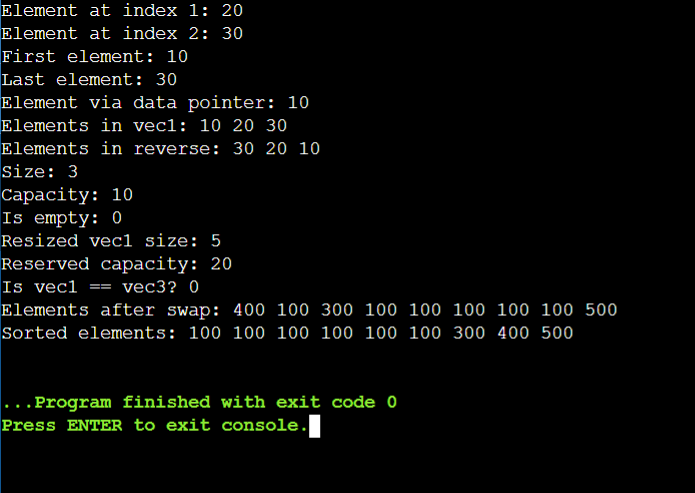 Element at index 1: 20
Element at index 2: 30
First element: 10
Last element: 30
Element via data pointer: 10
Elements in vec1: 10 20 30
Elements in reverse: 30 20 10
Size: 3
Capacity: 10
Is empty: 0
Resized vec1 size: 5
Reserved capacity: 20
Is vec1 == vec3? 0
Elements after swap: 400 100 300 100 100 100 100 100 500
Sorted elements: 100 100 100 100 100 100 300 400 500
...Program finished with exit code 0
Press ENTER to exit console.